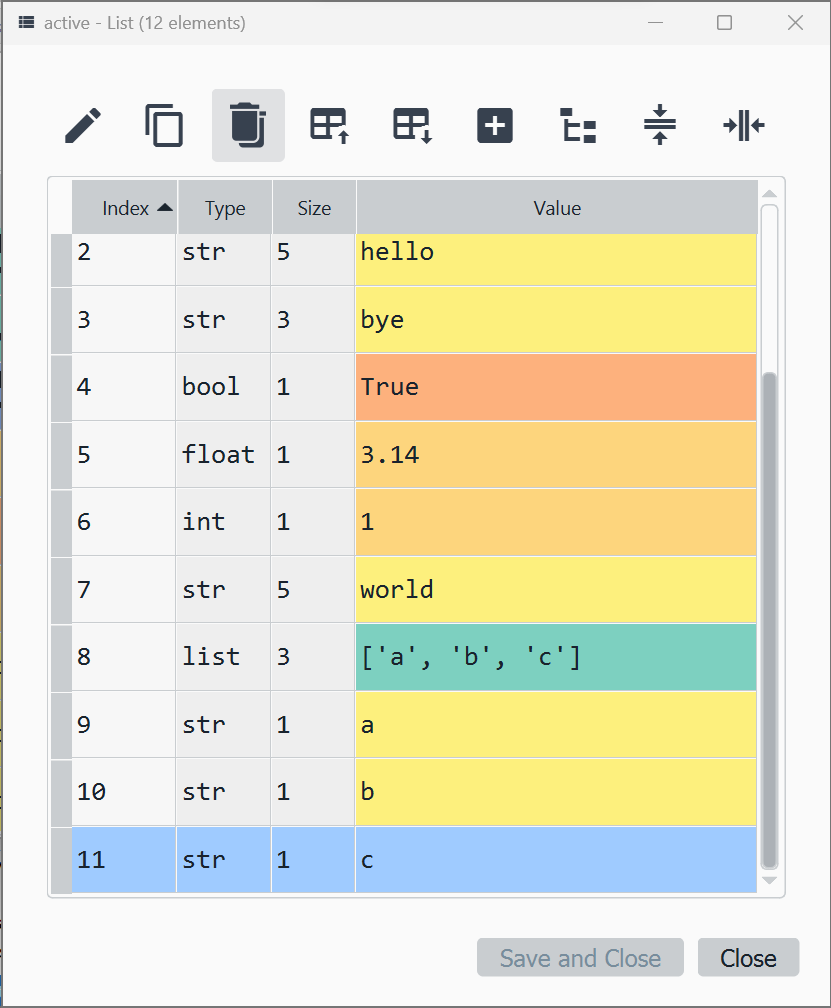 active - List (12 elements)
Index Type Size Value
2 str 5 hello
3 str 3 bye
4 bool 1 True
5 float 1 3.14
6 int 1 1
7 str 5 world
8 list 3 ['a', 'b', 'c']
9 str 1 a
10 str 1 b
11 str 1 c
Save and Close Close